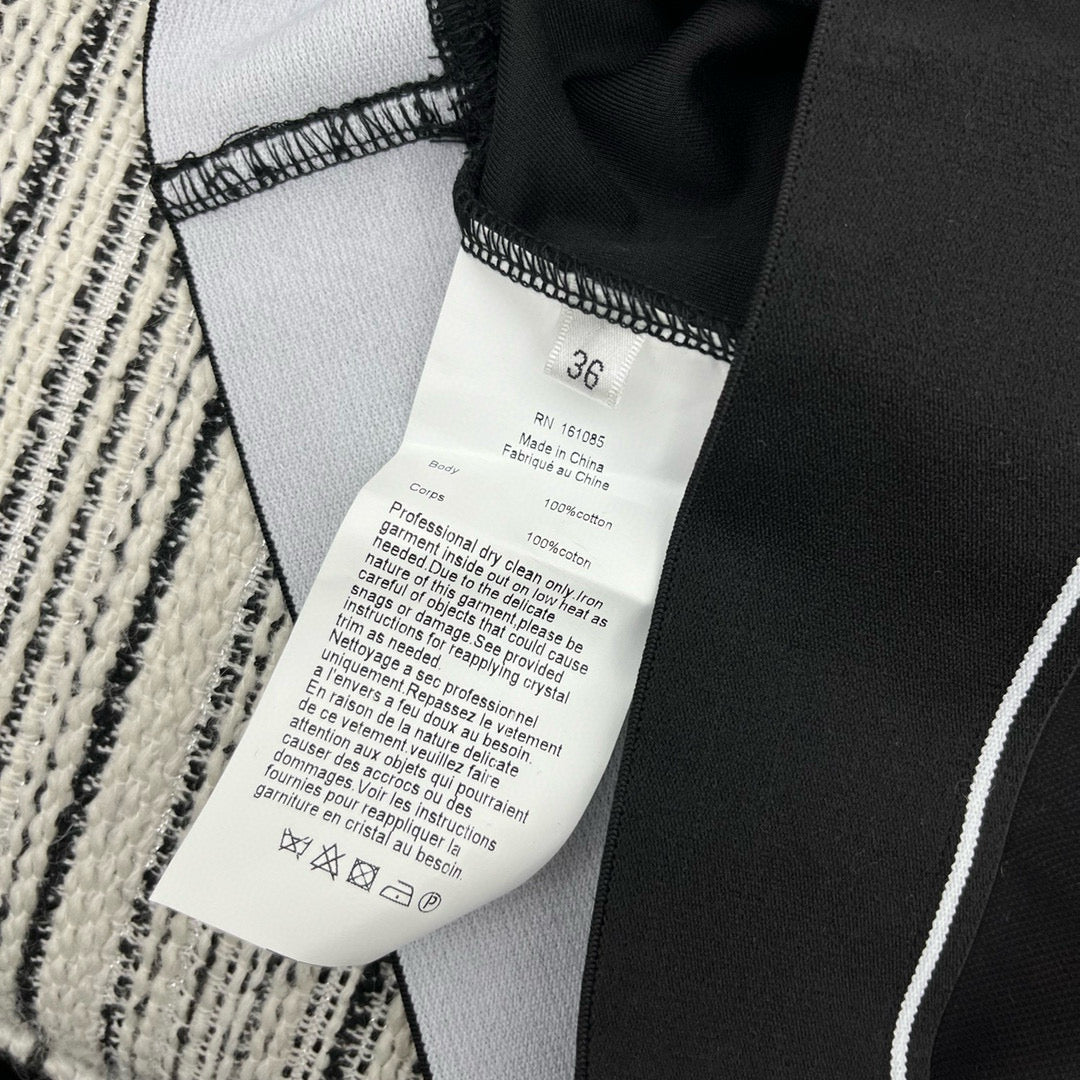 36
RN 161085
Made in China
Fabriqué au Chine
Body
100%cotton
Corps
100%coton
Professional dry clean only.Iron
garment inside out on low heat as
needed.Due to the delicate
nature of this garment,please be
careful of objects that could cause
snags or damage.See provided
instructions for reapplying crystal
trim as needed.
Nettoyage a sec professionnel
uniquement.Repassez le vetement
a l'envers a feu doux au besoin.
En raison de la nature delicate
de ce vetement.veuillez faire
attention aux objets qui pourraient
causer des accrocs ou des
dommages.Voir les instructions
fournies pour reappliquer la
garniture en cristal au besoin.
P